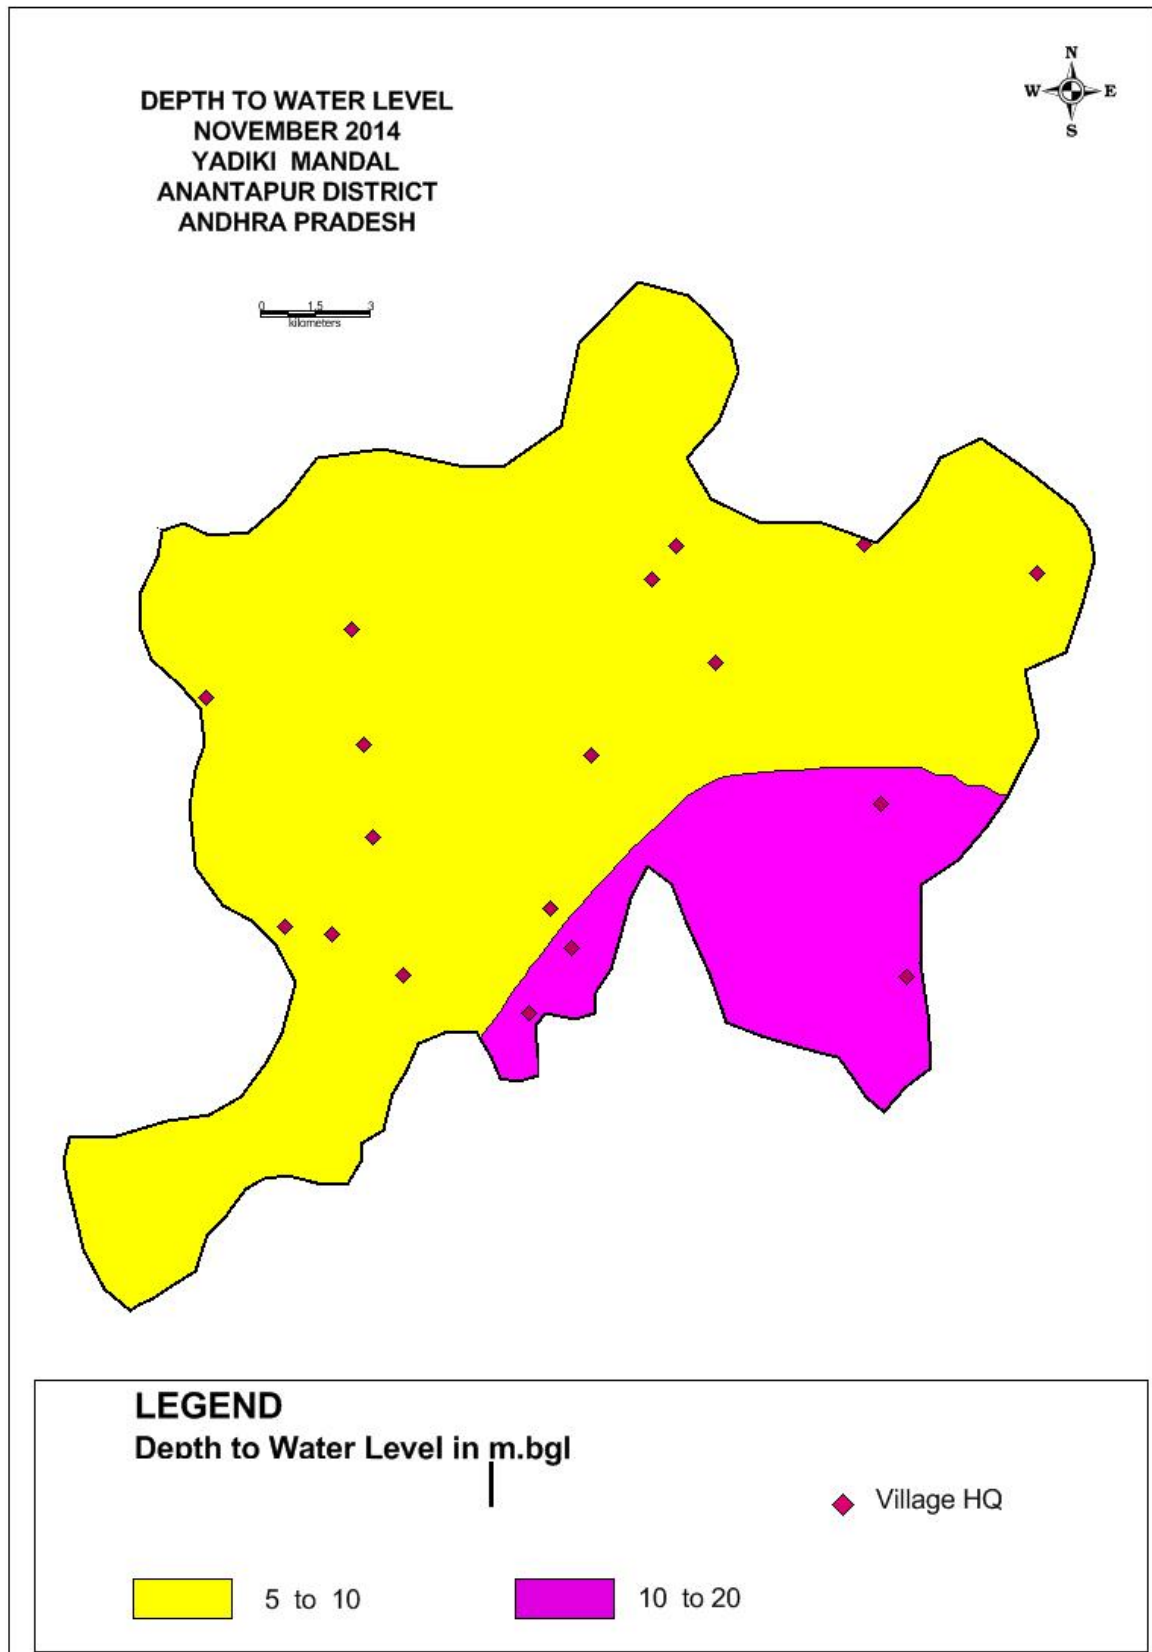 N
W E
S
DEPTH TO WATER LEVEL
NOVEMBER 2014
YADIKI MANDAL
ANANTAPUR DISTRICT
ANDHRA PRADESH
0 1.5 3
kilometers
LEGEND
Depth to Water Level in m.bgl
Village HQ
5 to 10 10 to 20